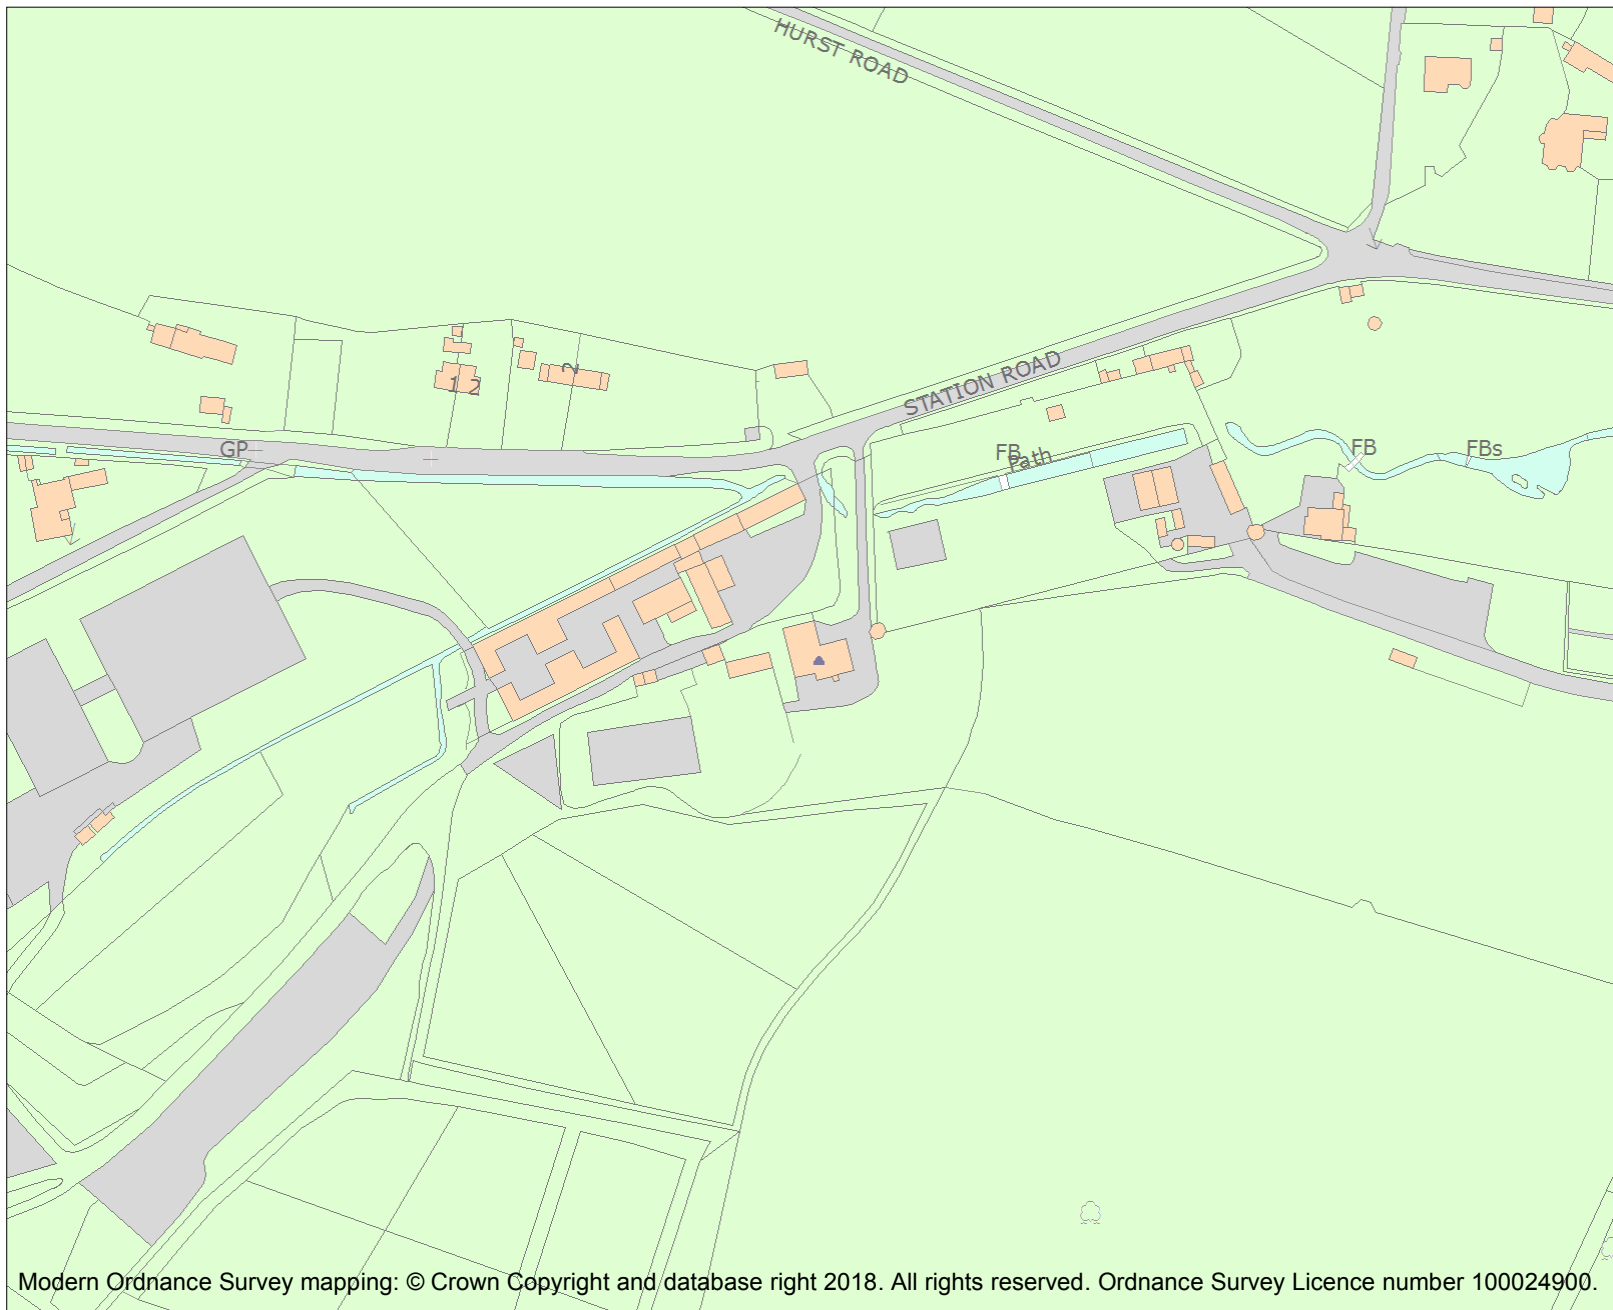 HURST ROAD
STATION ROAD
1 2
2
GP
FB
Path
FB
FBs
Modern Ordnance Survey mapping: © Crown Copyright and database right 2018. All rights reserved. Ordnance Survey Licence number 100024900.